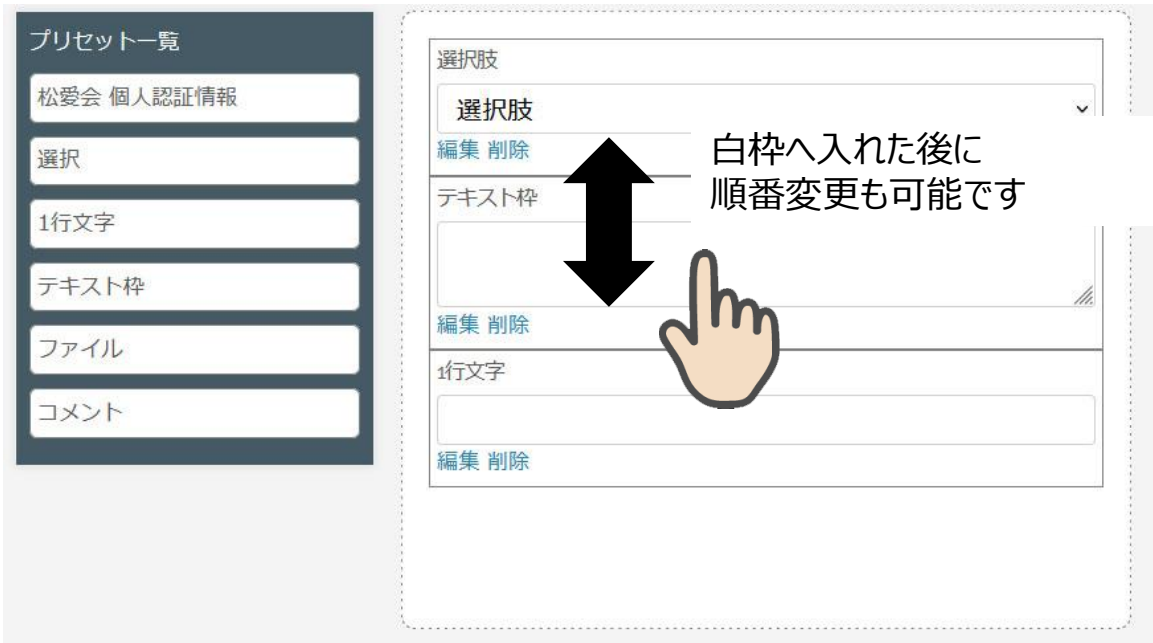 プリセット一覧
松愛会 個人認証情報
選択
1行文字
テキスト枠
ファイル
コメント
選択肢
選択肢
編集 削除
白枠へ入れた後に
順番変更も可能です
テキスト枠
編集 削除
1行文字
編集 削除